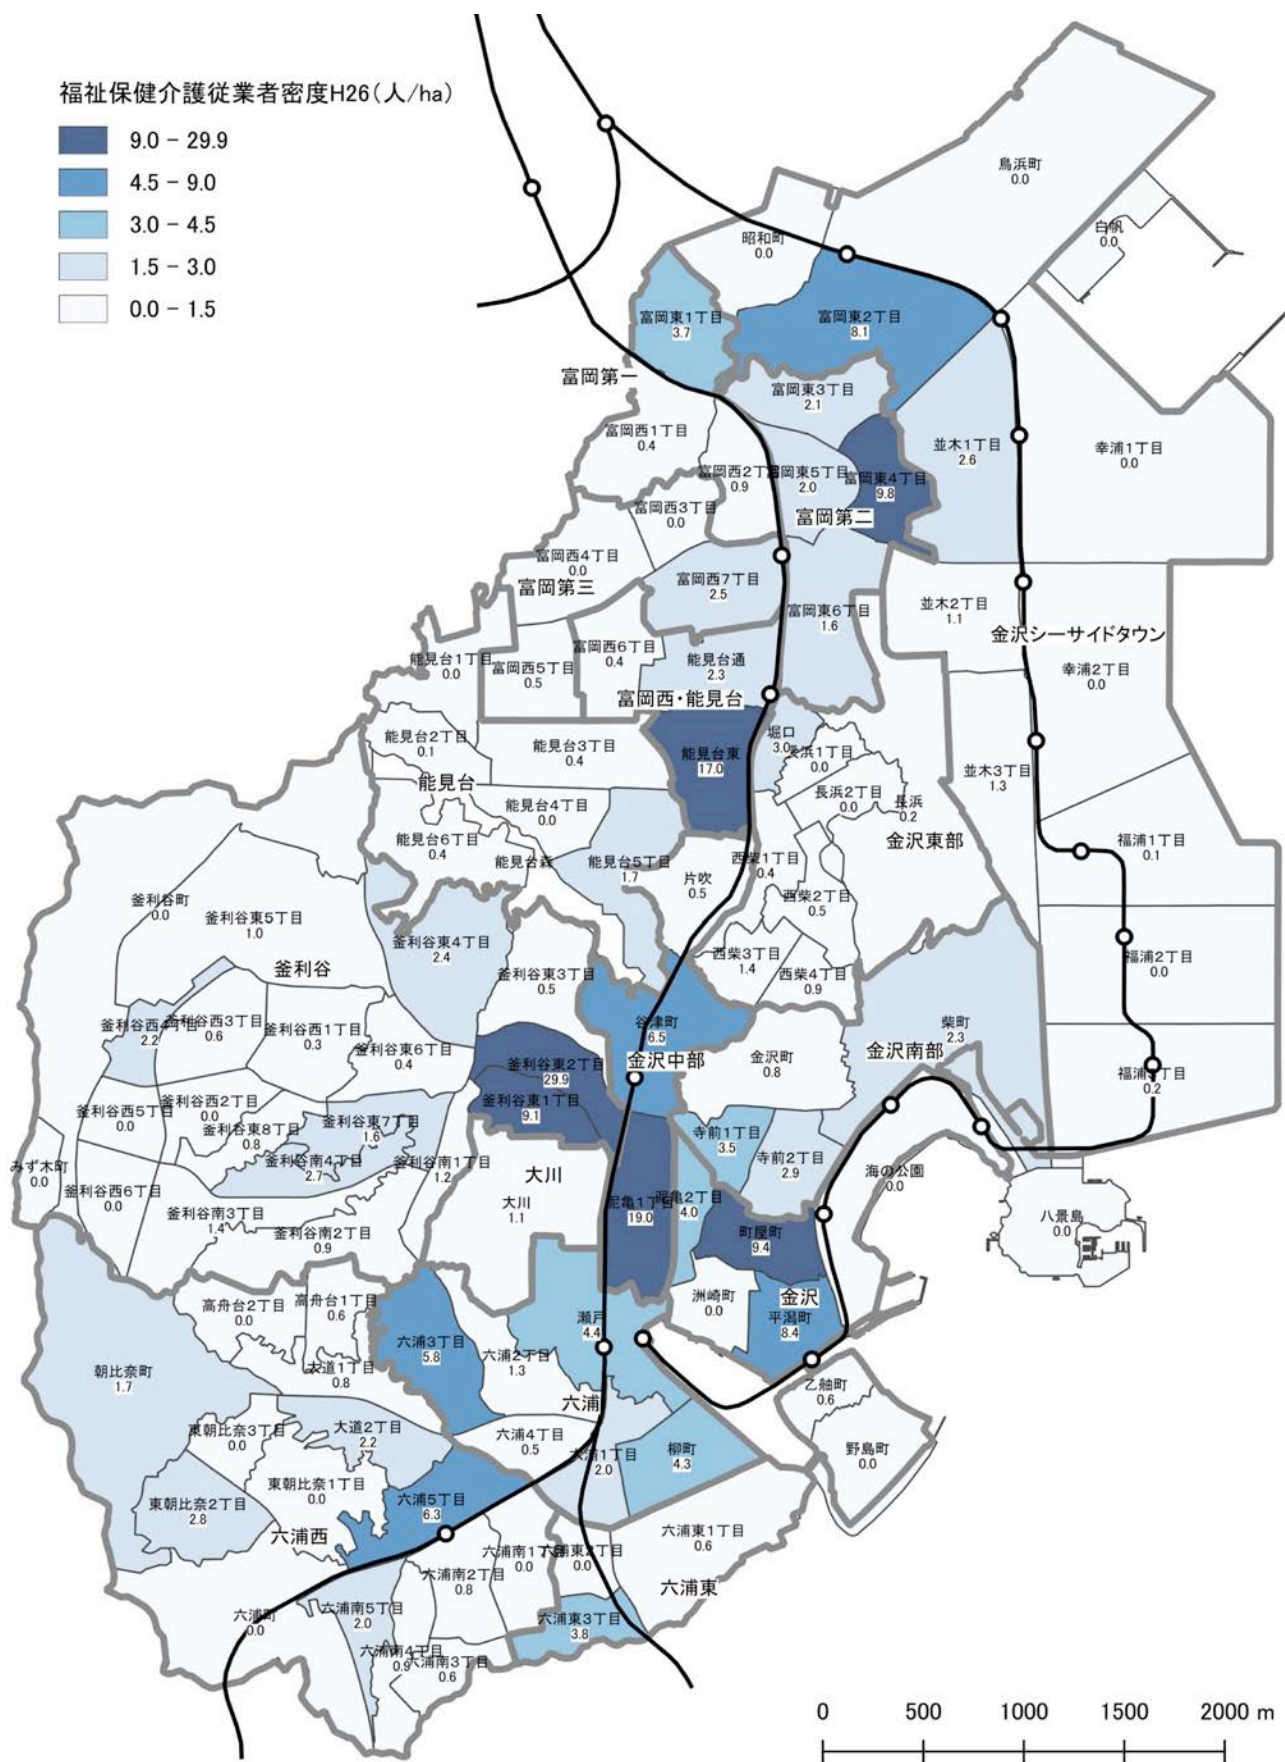 福祉保健介護従業者密度H26(人/ha)
9.0 - 29.9
4.5 - 9.0
3.0 - 4.5
1.5 - 3.0
0.0 - 1.5
鳥浜町
0.0
白帆
0.0
昭和町
0.0
富岡東1丁目
3.7
富岡東2丁目
8.1
富岡第一
富岡東3丁目
2.1
富岡西1丁目
0.4
並木1丁目
2.6
幸浦1丁目
0.0
富岡西2丁目
0.9
富岡東5丁目
2.0
富岡東4丁目
9.8
富岡西3丁目
0.0
富岡第二
富岡西4丁目
0.0
富岡第三
富岡西7丁目
2.5
富岡東6丁目
1.6
並木2丁目
1.1
金沢シーサイドタウン
能見台1丁目
0.0
富岡西5丁目
0.5
富岡西6丁目
0.4
能見台通
2.3
幸浦2丁目
0.0
富岡西・能見台
能見台2丁目
0.1
能見台3丁目
0.4
能見台東
17.0
堀口
3.0
長浜1丁目
0.0
並木3丁目
1.3
能見台
長浜2丁目
0.0
長浜
0.2
能見台4丁目
0.0
能見台6丁目
0.4
能見台森
能見台5丁目
1.7
片吹
0.5
西柴1丁目
0.4
金沢東部
福浦1丁目
0.1
西柴2丁目
0.5
釜利谷町
0.0
釜利谷東5丁目
1.0
釜利谷東4丁目
2.4
釜利谷東3丁目
0.5
西柴3丁目
1.4
西柴4丁目
0.9
福浦2丁目
0.0
釜利谷
釜利谷西4丁目
2.2
釜利谷西3丁目
0.6
釜利谷西1丁目
0.3
釜利谷東6丁目
0.4
谷津町
6.5
柴町
2.3
金沢中部
金沢町
0.8
金沢南部
釜利谷東2丁目
29.9
福浦3丁目
0.2
釜利谷西5丁目
0.0
釜利谷西2丁目
0.0
釜利谷東1丁目
9.1
釜利谷東8丁目
0.8
釜利谷東7丁目
1.6
寺前1丁目
3.5
寺前2丁目
2.9
みず木町
0.0
釜利谷南4丁目
2.7
釜利谷南1丁目
1.2
大川
海の公園
0.0
釜利谷西6丁目
0.0
大川
1.1
泥亀1丁目
19.0
泥亀2丁目
4.0
釜利谷南3丁目
1.4
釜利谷南2丁目
0.9
町屋町
9.4
八景島
0.0
高舟台2丁目
0.0
高舟台1丁目
0.6
洲崎町
0.0
金沢
平潟町
8.4
瀬戸
4.4
六浦3丁目
5.8
六浦2丁目
1.3
朝比奈町
1.7
大道1丁目
0.8
乙舳町
0.6
六浦
東朝比奈3丁目
0.0
大道2丁目
2.2
六浦4丁目
0.5
六浦1丁目
2.0
柳町
4.3
野島町
0.0
東朝比奈1丁目
0.0
東朝比奈2丁目
2.8
六浦5丁目
6.3
六浦西
六浦東1丁目
0.6
六浦南1丁目
0.0
六浦東2丁目
0.0
六浦南2丁目
0.8
六浦東
六浦町
0.0
六浦南5丁目
2.0
六浦東3丁目
3.8
六浦南4丁目
0.9
六浦南3丁目
0.6
0 500 1000 1500 2000 m